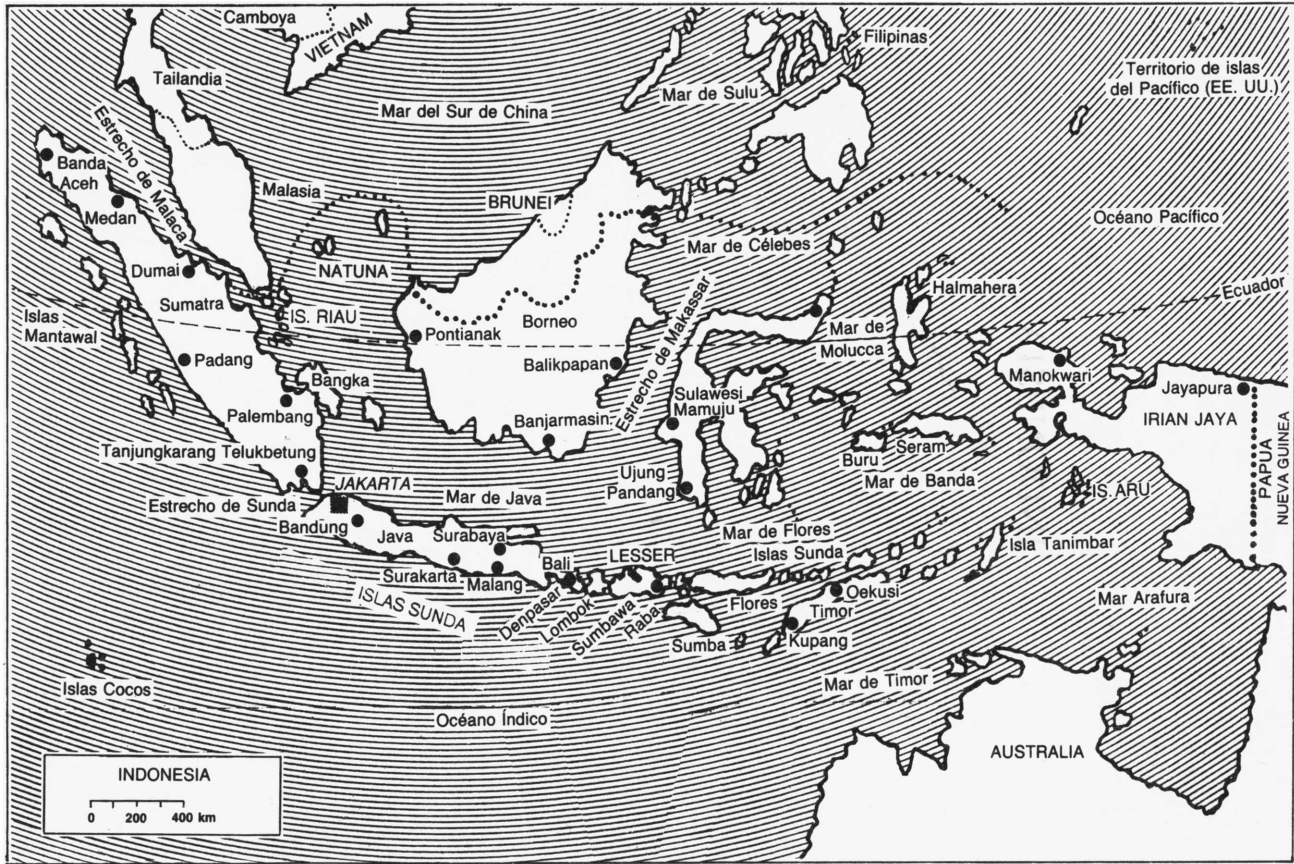 Camboya
VIETNAM
Filipinas
Tailandia
Mar de Sulu
Territorio de islas
del Pacífico (EE. UU.)
Mar del Sur de China
Estrecho de Malaca
Banda
Aceh
Malasia
Medan
BRUNEI
Océano Pacífico
Mar de Célebes
Dumai
NATUNA
Halmahera
Ecuador
Sumatra
Islas
Mantawal
IS. RIAU
Borneo
Estrecho de Makassar
Pontianak
Mar de
Molucca
Padang
Balikpapan
Manokwari
Bangka
Jayapura
Palembang
Sulawesi
Mamuju
Banjarmasin
IRIAN JAYA
PAPUA
NUEVA GUINEA
Tanjungkarang Telukbetung
Buru
Seram
Ujung
Pandang
Mar de Banda
JAKARTA
Mar de Java
IS. ARU
Estrecho de Sunda
Bandung
Java
Surabaya
Mar de Flores
Isla Tanimbar
Bali
LESSER
Islas Sunda
Surakarta
Malang
Oekusi
ISLAS SUNDA
Denpasar
Lombok
Sumbawa
Raba
Flores
Timor
Mar Arafura
Sumba
Kupang
Islas Cocos
Mar de Timor
Océano Índico
AUSTRALIA
INDONESIA
0 200 400 km